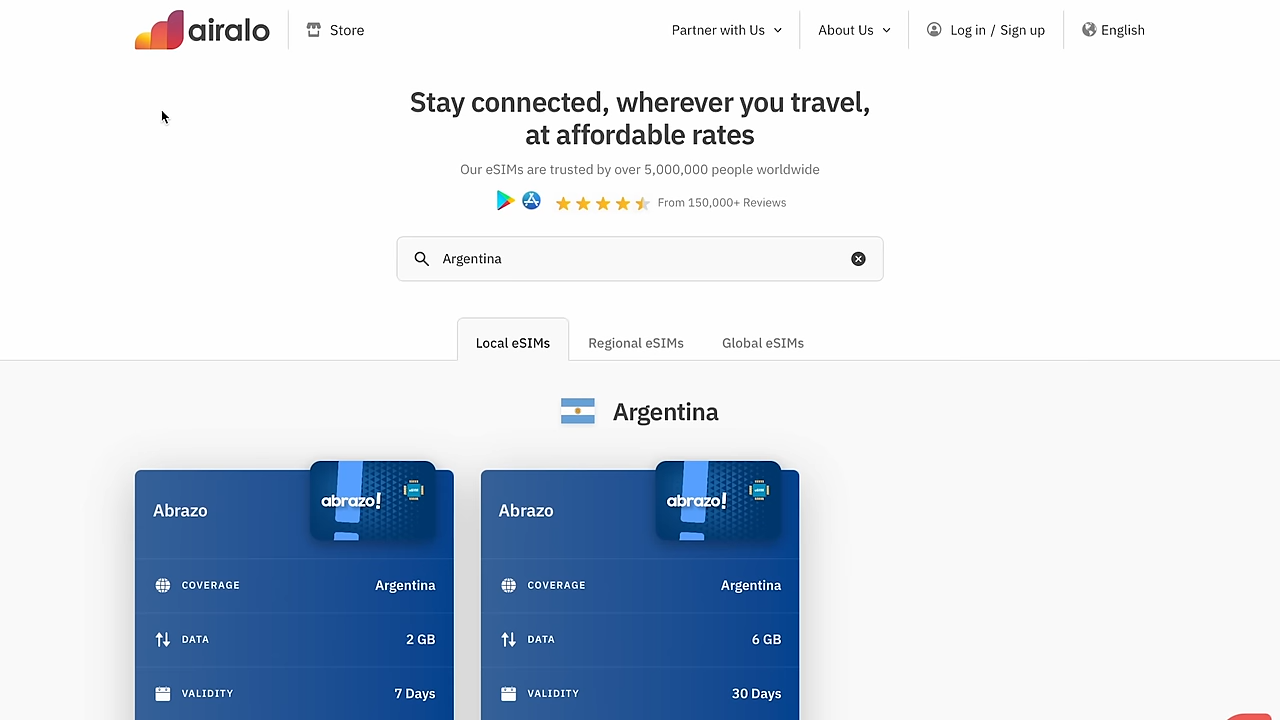 airalo
Store
Partner with Us
About Us
Log in / Sign up
English
Stay connected, wherever you travel,
at affordable rates
Our eSIMs are trusted by over 5,000,000 people worldwide
From 150,000+ Reviews
Argentina
Local eSIMs
Regional eSIMs
Global eSIMs
Argentina
Abrazo
abrazo!
COVERAGE
Argentina
DATA
2 GB
VALIDITY
7 Days
Abrazo
abrazo!
COVERAGE
Argentina
DATA
6 GB
VALIDITY
30 Days